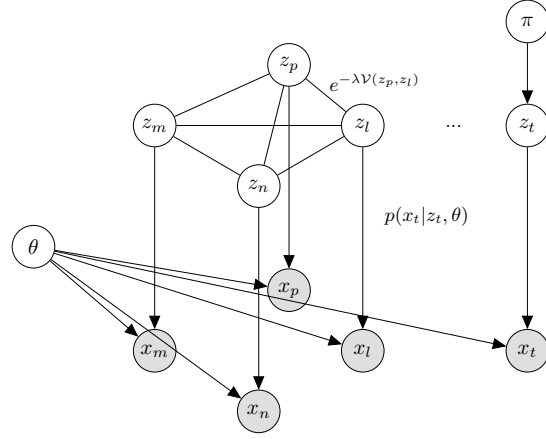 π
z_p
e^{-λV(z_p,z_l)}
z_m
z_l
...
z_t
z_n
p(x_t|z_t, θ)
θ
x_p
x_m
x_l
x_t
x_n